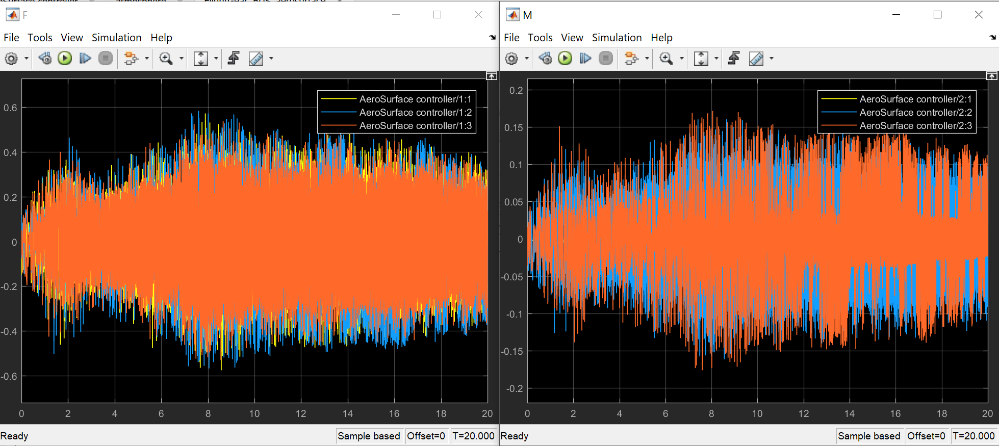 F
File Tools View Simulation Help
AeroSurface controller/1:1
AeroSurface controller/1:2
AeroSurface controller/1:3
0.6
0.4
0.2
0
-0.2
-0.4
-0.6
0 2 4 6 8 10 12 14 16 18 20
Ready
Sample based Offset=0 T=20.000
M
File Tools View Simulation Help
AeroSurface controller/2:1
AeroSurface controller/2:2
AeroSurface controller/2:3
0.2
0.15
0.1
0.05
0
-0.05
-0.1
-0.15
-0.2
0 2 4 6 8 10 12 14 16 18 20
Ready
Sample based Offset=0 T=20.000